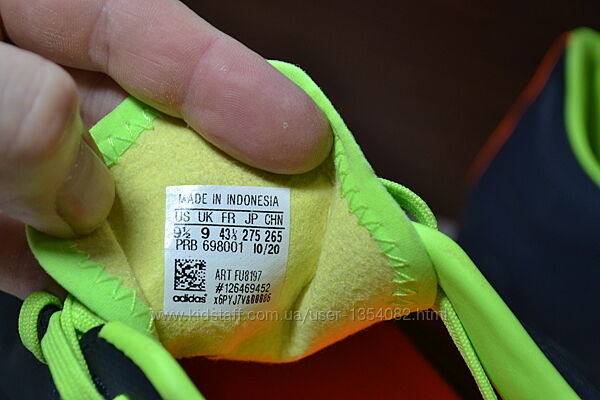 MADE IN INDONESIA
US UK FR JP CHN
9½ 9 43⅓ 275 265
PRB 698001 10/20
ART FU8197
#126469452
adidas
www.kidstaff.com.ua/user-1354082.html